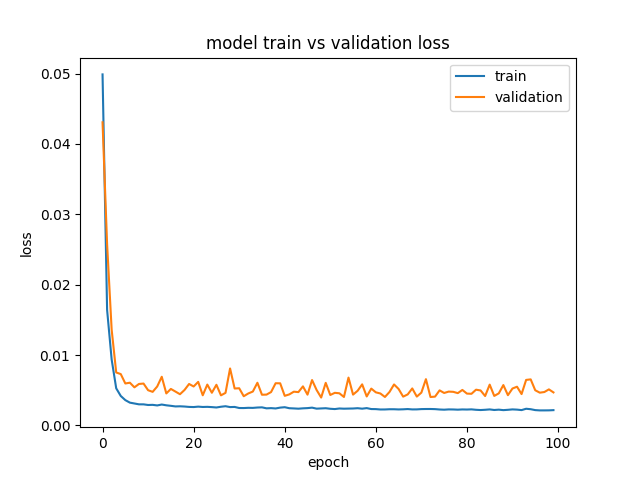 model train vs validation loss
train
validation
0.05
0.04
0.03
0.02
0.01
0.00
loss
0 20 40 60 80 100
epoch